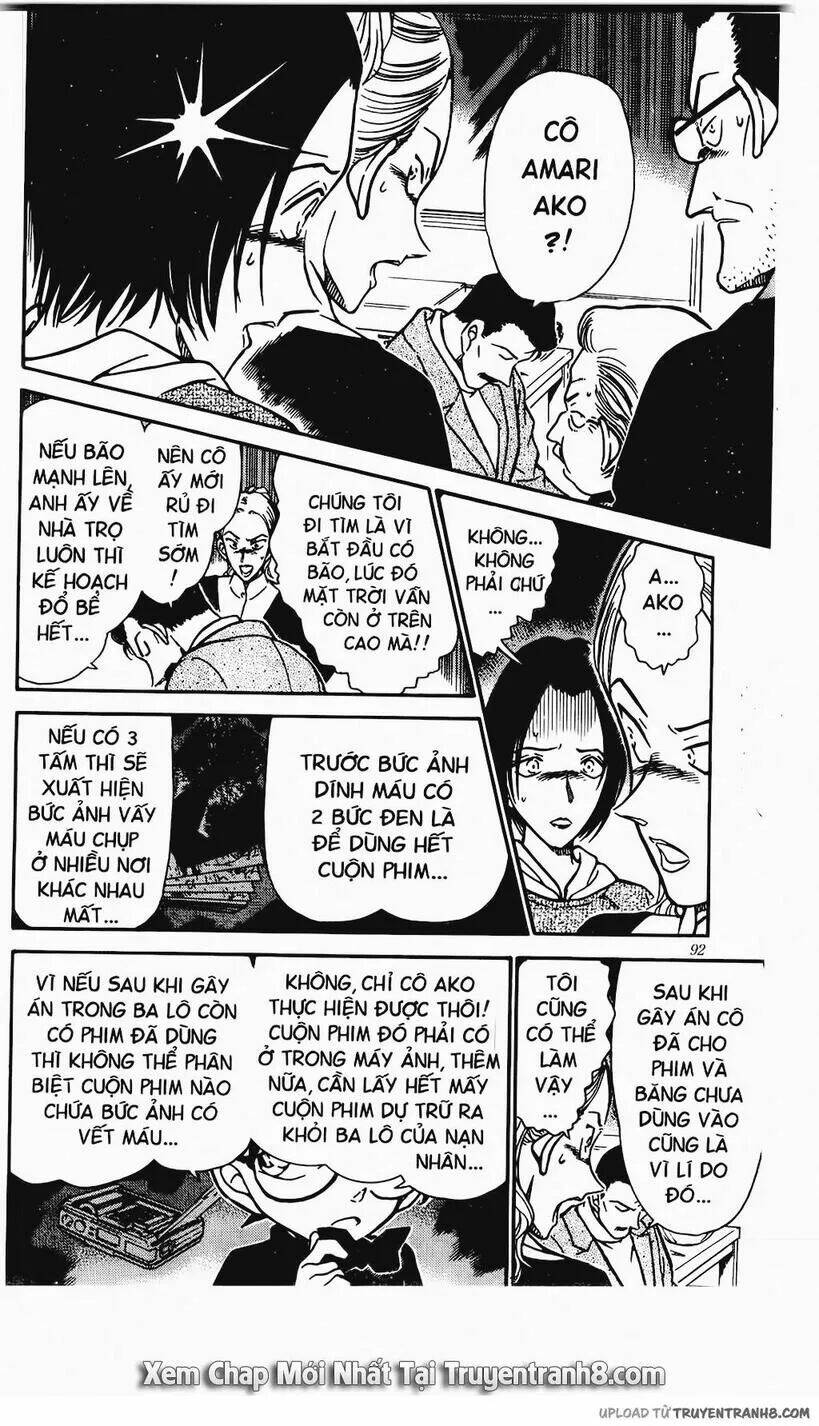 CÔ
AMARI
AKO
?!
A...
AKO
...
KHÔNG...
KHÔNG
PHẢI CHỨ
...
CHÚNG TÔI
ĐI TÌM LÀ VÌ
BẮT ĐẦU CÓ
BÃO, LÚC ĐÓ
MẶT TRỜI VẪN
CÒN Ở TRÊN
CAO MÀ!!
NÊN CÔ
ẤY MỚI
RỦ ĐI
TÌM
SỚM
!
NẾU BÃO
MẠNH LÊN,
ANH ẤY VỀ
NHÀ TRỌ
LUÔN THÌ
KẾ HOẠCH
ĐỔ BỂ
HẾT...
TRƯỚC BỨC ẢNH
DÍNH MÁU CÓ
2 BỨC ĐEN LÀ
ĐỂ DÙNG HẾT
CUỘN PHIM...
NẾU CÓ 3
TẤM THÌ SẼ
XUẤT HIỆN
BỨC ẢNH VẤY
MÁU CHỤP
Ở NHIỀU NƠI
KHÁC NHAU
MẤT...
92
SAU KHI
GÂY ÁN CÔ
ĐÃ CHO
PHIM VÀ
BĂNG CHƯA
DÙNG VÀO
CŨNG LÀ
VÌ LÍ DO
ĐÓ...
TÔI
CŨNG
CÓ THỂ
LÀM
VẬY
...
KHÔNG, CHỈ CÔ AKO
THỰC HIỆN ĐƯỢC THÔI!
CUỘN PHIM ĐÓ PHẢI CÓ
Ở TRONG MÁY ẢNH, THÊM
NỮA, CẦN LẤY HẾT MẤY
CUỘN PHIM DỰ TRỮ RA
KHỎI BA LÔ CỦA NẠN
NHÂN...
VÌ NẾU SAU KHI GÂY
ÁN TRONG BA LÔ CÒN
CÓ PHIM ĐÃ DÙNG
THÌ KHÔNG THỂ PHÂN
BIỆT CUỘN PHIM NÀO
CHỨA BỨC ẢNH CÓ
VẾT MÁU...
Xem Chap Mới Nhất Tại Truyentranh8.com
UPLOAD TỪ TRUYENTRANH8.COM